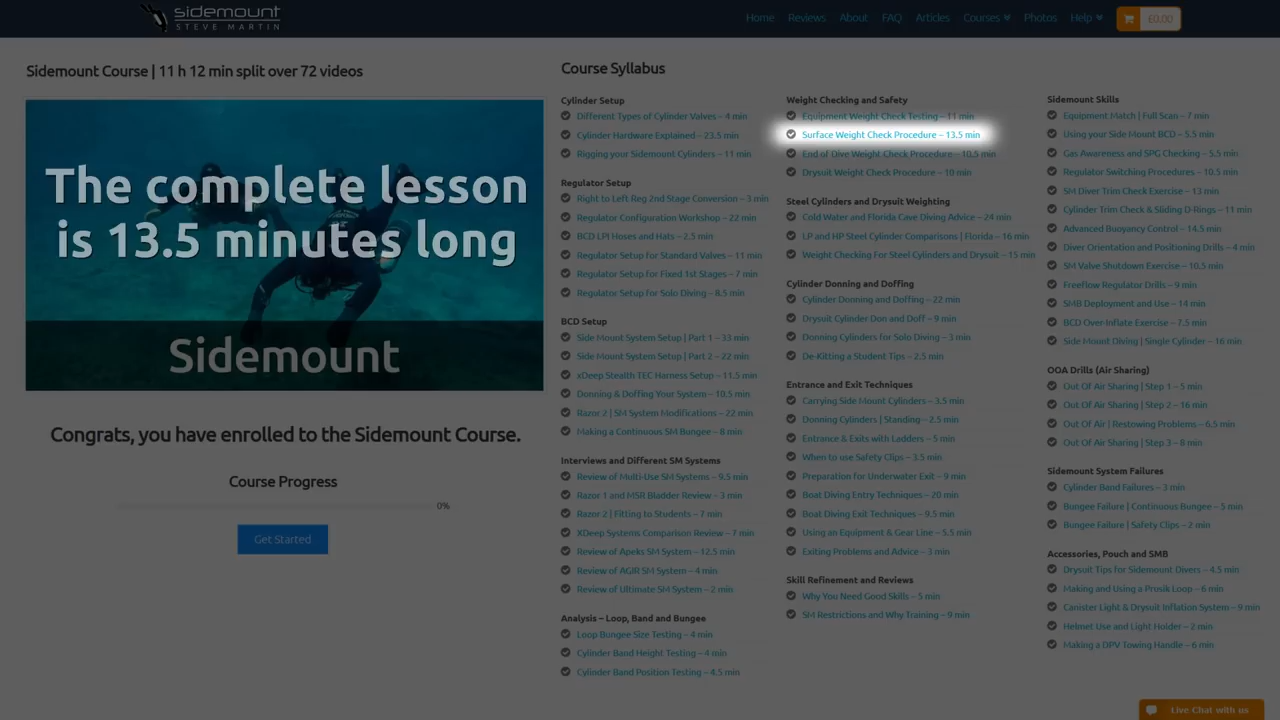 sidemount
STEVE MARTIN
Home
Reviews
About
FAQ
Articles
Courses
Photos
Help
£0.00
Sidemount Course | 11 h 12 min split over 72 videos
The complete lesson
is 13.5 minutes long
Sidemount
Congrats, you have enrolled to the Sidemount Course.
Course Progress
0%
Get Started
Course Syllabus
Cylinder Setup
Different Types of Cylinder Valves – 4 min
Cylinder Hardware Explained – 23.5 min
Rigging your Sidemount Cylinders – 11 min
Regulator Setup
Right to Left Reg 2nd Stage Conversion – 3 min
Regulator Configuration Workshop – 22 min
BCD LPI Hoses and Hats – 2.5 min
Regulator Setup for Standard Valves – 11 min
Regulator Setup for Fixed 1st Stages – 7 min
Regulator Setup for Solo Diving – 8.5 min
BCD Setup
Side Mount System Setup | Part 1 – 33 min
Side Mount System Setup | Part 2 – 22 min
xDeep Stealth TEC Harness Setup – 11.5 min
Donning & Doffing Your System – 10.5 min
Razor 2 | SM System Modifications – 22 min
Making a Continuous SM Bungee – 8 min
Interviews and Different SM Systems
Review of Multi-Use SM Systems – 9.5 min
Razor 1 and MSR Bladder Review – 3 min
Razor 2 | Fitting to Students – 7 min
XDeep Systems Comparison Review – 7 min
Review of Apeks SM System – 12.5 min
Review of AGIR SM System – 4 min
Review of Ultimate SM System – 2 min
Analysis – Loop, Band and Bungee
Loop Bungee Size Testing – 4 min
Cylinder Band Height Testing – 4 min
Cylinder Band Position Testing – 4.5 min
Weight Checking and Safety
Equipment Weight Check Testing – 11 min
Surface Weight Check Procedure – 13.5 min
End of Dive Weight Check Procedure – 10.5 min
Drysuit Weight Check Procedure – 10 min
Steel Cylinders and Drysuit Weighting
Cold Water and Florida Cave Diving Advice – 24 min
LP and HP Steel Cylinder Comparisons | Florida – 16 min
Weight Checking For Steel Cylinders and Drysuit – 15 min
Cylinder Donning and Doffing
Cylinder Donning and Doffing – 22 min
Drysuit Cylinder Don and Doff – 9 min
Donning Cylinders for Solo Diving – 3 min
De-Kitting a Student Tips – 2.5 min
Entrance and Exit Techniques
Carrying Side Mount Cylinders – 3.5 min
Donning Cylinders | Standing – 2.5 min
Entrance & Exits with Ladders – 5 min
When to use Safety Clips – 3.5 min
Preparation for Underwater Exit – 9 min
Boat Diving Entry Techniques – 20 min
Boat Diving Exit Techniques – 9.5 min
Using an Equipment & Gear Line – 5.5 min
Exiting Problems and Advice – 3 min
Skill Refinement and Reviews
Why You Need Good Skills – 5 min
SM Restrictions and Why Training – 9 min
Sidemount Skills
Equipment Match | Full Scan – 7 min
Using your Side Mount BCD – 5.5 min
Gas Awareness and SPG Checking – 5.5 min
Regulator Switching Procedures – 10.5 min
SM Diver Trim Check Exercise – 13 min
Cylinder Trim Check & Sliding D-Rings – 11 min
Advanced Buoyancy Control – 14.5 min
Diver Orientation and Positioning Drills – 4 min
SM Valve Shutdown Exercise – 10.5 min
Freeflow Regulator Drills – 9 min
SMB Deployment and Use – 14 min
BCD Over-Inflate Exercise – 7.5 min
Side Mount Diving | Single Cylinder – 16 min
OOA Drills (Air Sharing)
Out Of Air Sharing | Step 1 – 5 min
Out Of Air Sharing | Step 2 – 16 min
Out Of Air | Restowing Problems – 6.5 min
Out Of Air Sharing | Step 3 – 8 min
Sidemount System Failures
Cylinder Band Failures – 3 min
Bungee Failure | Continuous Bungee – 5 min
Bungee Failure | Safety Clips – 2 min
Accessories, Pouch and SMB
Drysuit Tips for Sidemount Divers – 4.5 min
Making and Using a Prusik Loop – 6 min
Canister Light & Drysuit Inflation System – 9 min
Helmet Use and Light Holder – 2 min
Making a DPV Towing Handle – 6 min
Live Chat with us